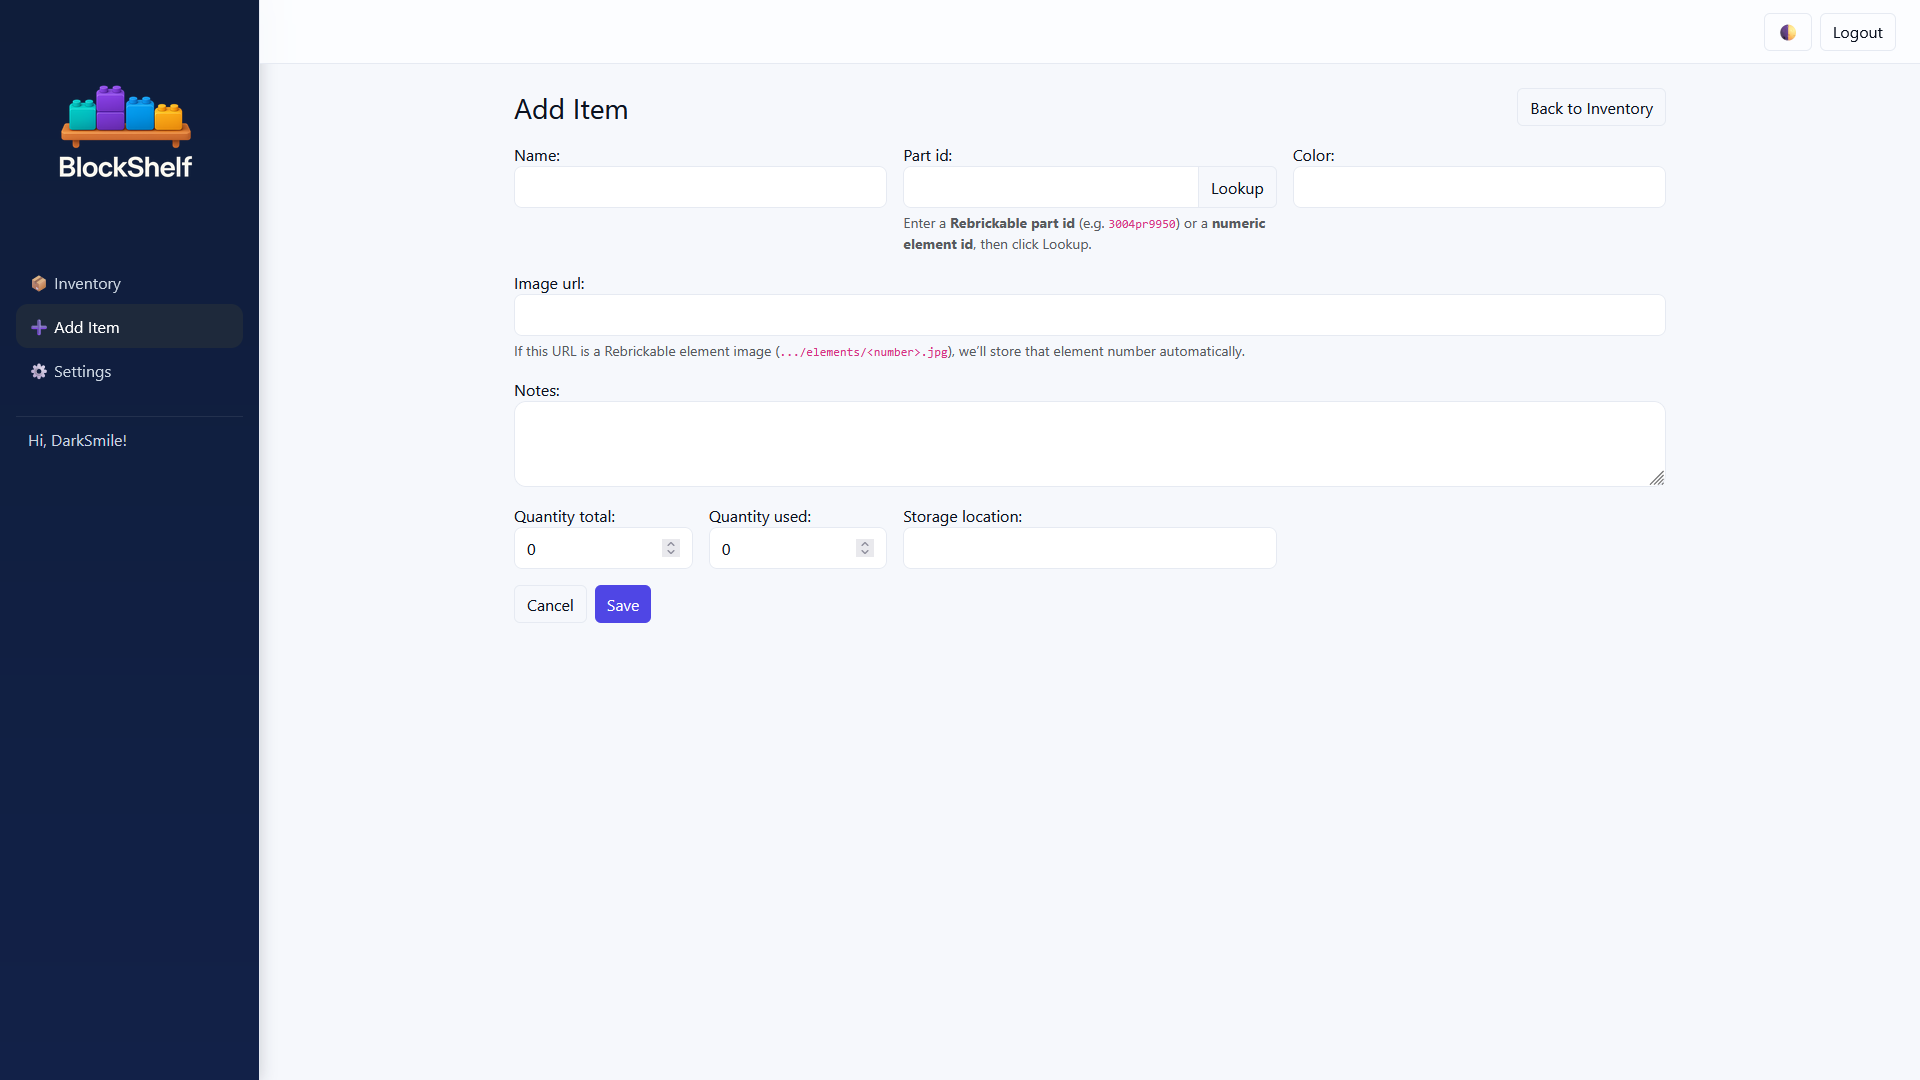 Logout
BlockShelf
Inventory
Add Item
Settings
Hi, DarkSmile!
Add Item
Back to Inventory
Name:
Part id:
Lookup
Enter a Rebrickable part id (e.g. 3004pr9950) or a numeric
element id, then click Lookup.
Color:
Image url:
If this URL is a Rebrickable element image (.../elements/<number>.jpg), we’ll store that element number automatically.
Notes:
Quantity total:
0
Quantity used:
0
Storage location:
Cancel
Save